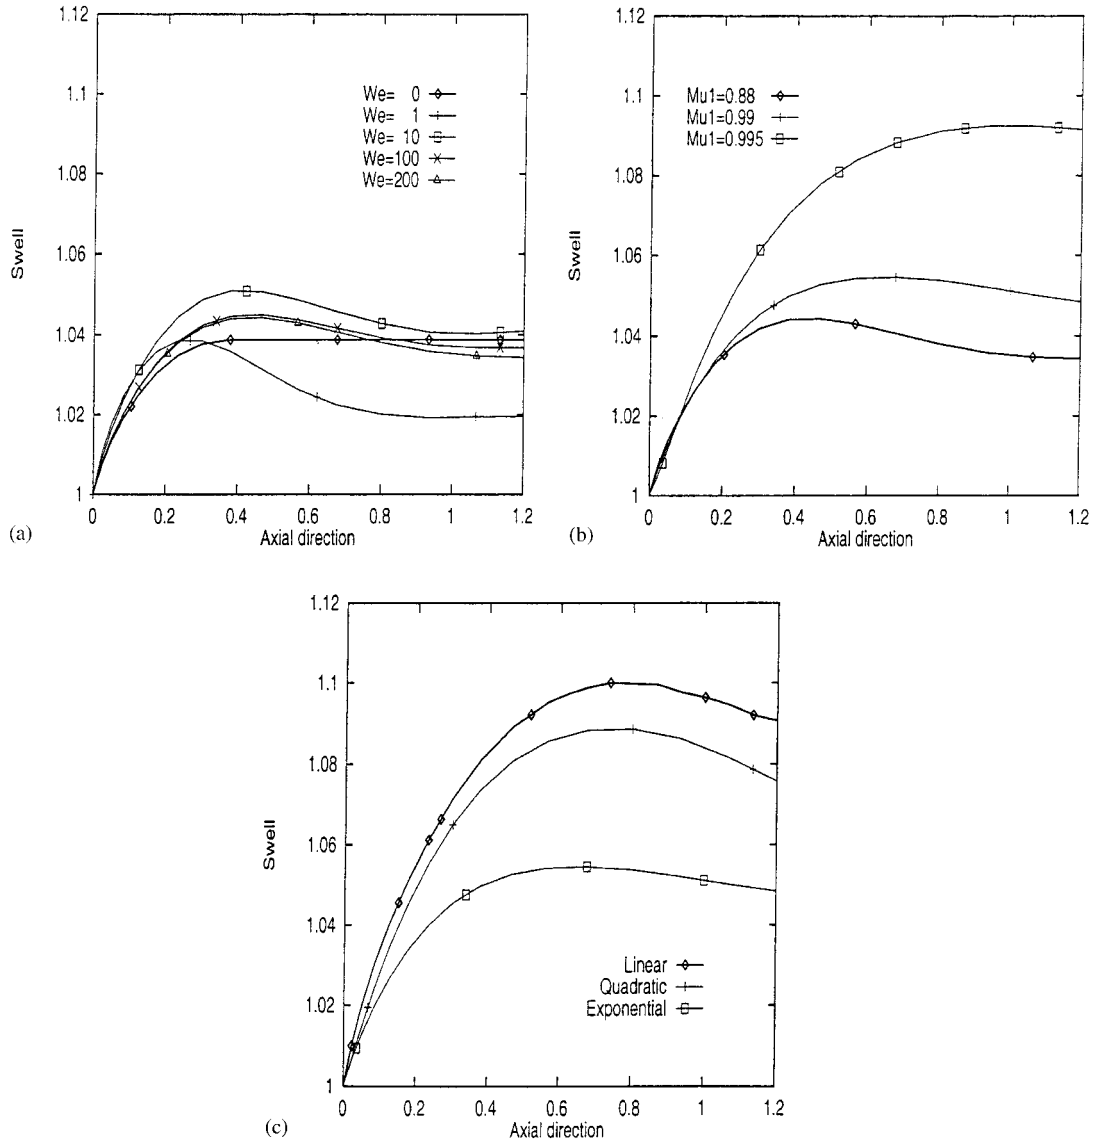 1.12
1.1
1.08
1.06
1.04
1.02
1
Swell
We= 0
We= 1
We= 10
We=100
We=200
0 0.2 0.4 0.6 0.8 1 1.2
Axial direction
(a)
1.12
1.1
1.08
1.06
1.04
1.02
1
Swell
Mu1=0.88
Mu1=0.99
Mu1=0.995
0 0.2 0.4 0.6 0.8 1 1.2
Axial direction
(b)
1.12
1.1
1.08
1.06
1.04
1.02
1
Swell
Linear
Quadratic
Exponential
0 0.2 0.4 0.6 0.8 1 1.2
Axial direction
(c)